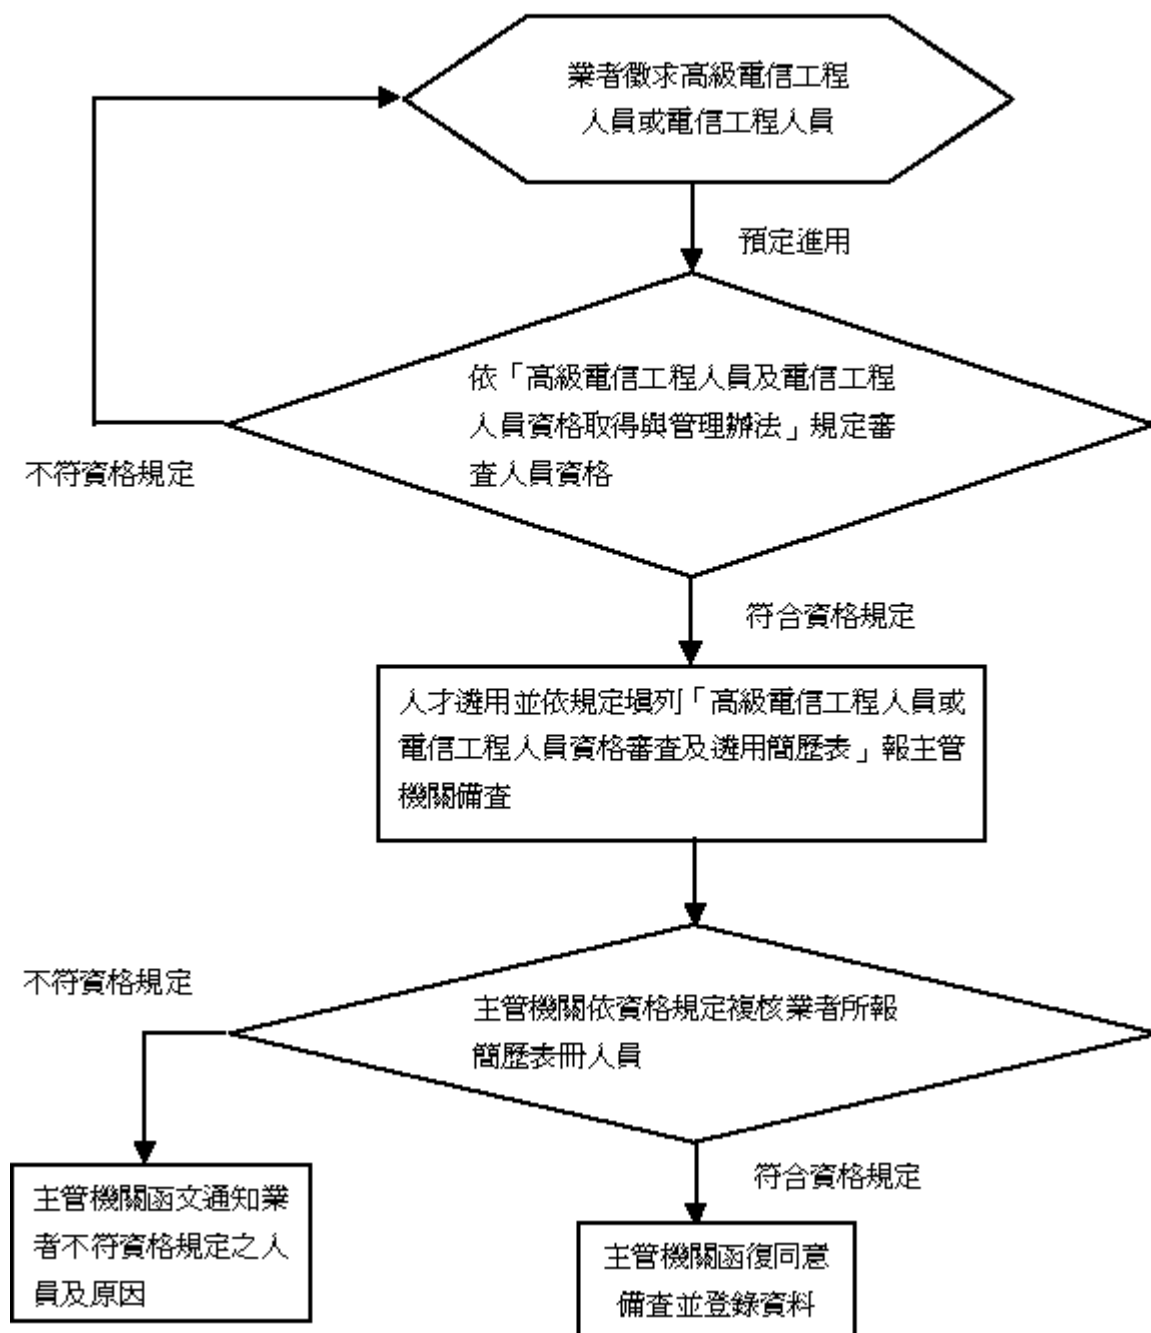 業者徵求高級電信工程
人員或電信工程人員
預定進用
依「高級電信工程人員及電信工程
人員資格取得與管理辦法」規定審
查人員資格
不符資格規定
符合資格規定
人才遴用並依規定填列「高級電信工程人員或
電信工程人員資格審查及遴用簡歷表」報主管
機關備查
不符資格規定
主管機關依資格規定複核業者所報
簡歷表冊人員
符合資格規定
主管機關函文通知業
者不符資格規定之人
員及原因
主管機關函復同意
備查並登錄資料